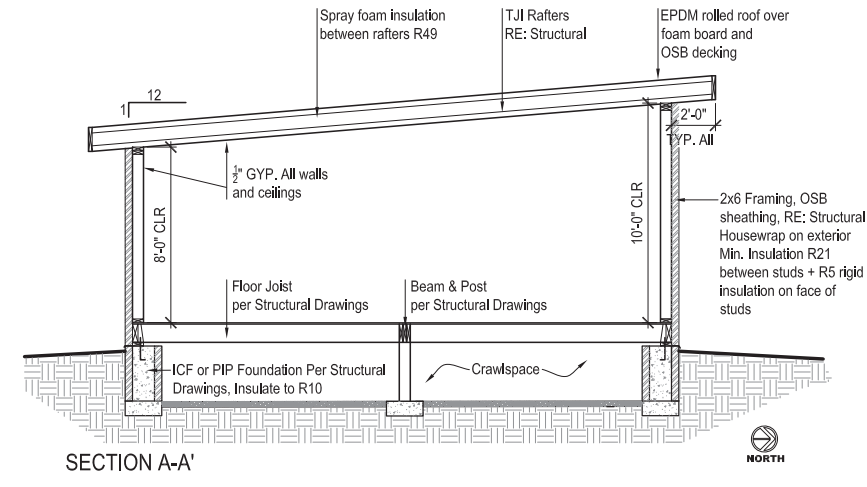 Spray foam insulation
between rafters R49
TJI Rafters
RE: Structural
EPDM rolled roof over
foam board and
OSB decking
12
1
2'-0"
TYP. All
½" GYP. All walls
and ceilings
8'-0" CLR
10'-0" CLR
2x6 Framing, OSB
sheathing, RE: Structural
Housewrap on exterior
Min. Insulation R21
between studs + R5 rigid
insulation on face of
studs
Floor Joist
per Structural Drawings
Beam & Post
per Structural Drawings
ICF or PIP Foundation Per Structural
Drawings, Insulate to R10
Crawlspace
SECTION A-A'
NORTH